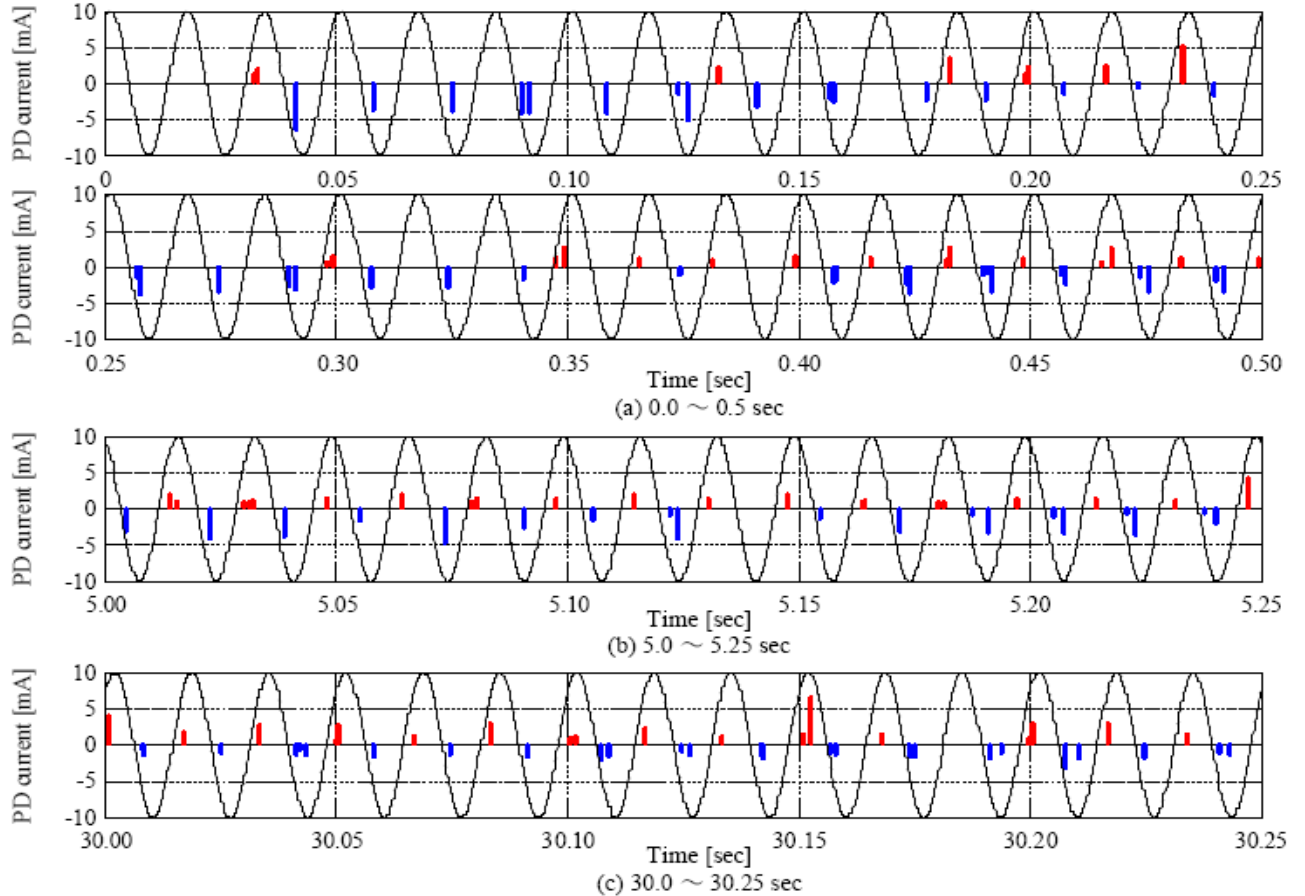 PD current [mA]
10
5
0
-5
-10
0 0.05 0.10 0.15 0.20 0.25
PD current [mA]
10
5
0
-5
-10
0.25 0.30 0.35 0.40 0.45 0.50
Time [sec]
(a) 0.0 ～ 0.5 sec
PD current [mA]
10
5
0
-5
-10
5.00 5.05 5.10 5.15 5.20 5.25
Time [sec]
(b) 5.0 ～ 5.25 sec
PD current [mA]
10
5
0
-5
-10
30.00 30.05 30.10 30.15 30.20 30.25
Time [sec]
(c) 30.0 ～ 30.25 sec